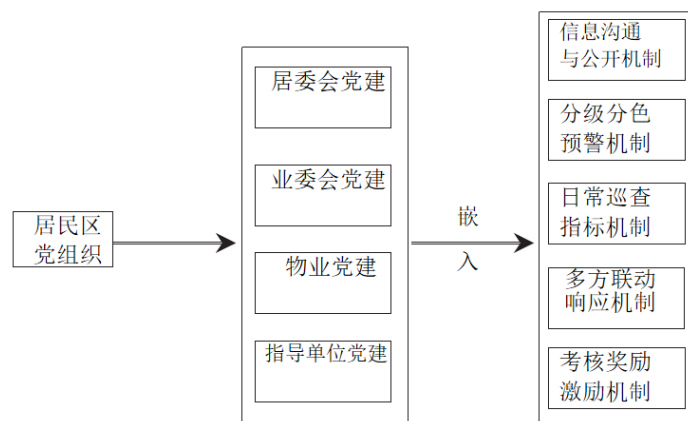 居民区
党组织
居委会党建
业委会党建
物业党建
指导单位党建
嵌
入
信息沟通
与公开机制
分级分色
预警机制
日常巡查
指标机制
多方联动
响应机制
考核奖励
激励机制